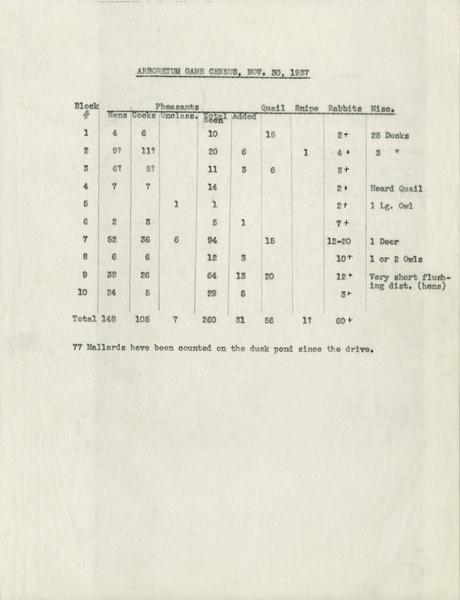 ARBORETUM GAME CENSUS, NOV. 30, 1937
Block Pheasants Quail Snipe Rabbits Misc.
# Hens Cocks Unclass. Total Seen Added
1 4 6 10 15 2+ 25 Ducks
2 9? 11? 20 6 1 4+ 3 "
3 6? 5? 11 3 6 3+
4 7 7 14 2+ Heard Quail
5 1 1 2+ 1 Lg. Owl
6 2 3 5 1 7+
7 52 36 6 94 15 12-20 1 Deer
8 6 6 12 3 10+ 1 or 2 Owls
9 38 26 64 13 20 12+ Very short flush-
ing dist. (hens)
10 24 5 29 5 3+
Total 148 105 7 260 31 56 1? 60+
77 Mallards have been counted on the duck pond since the drive.